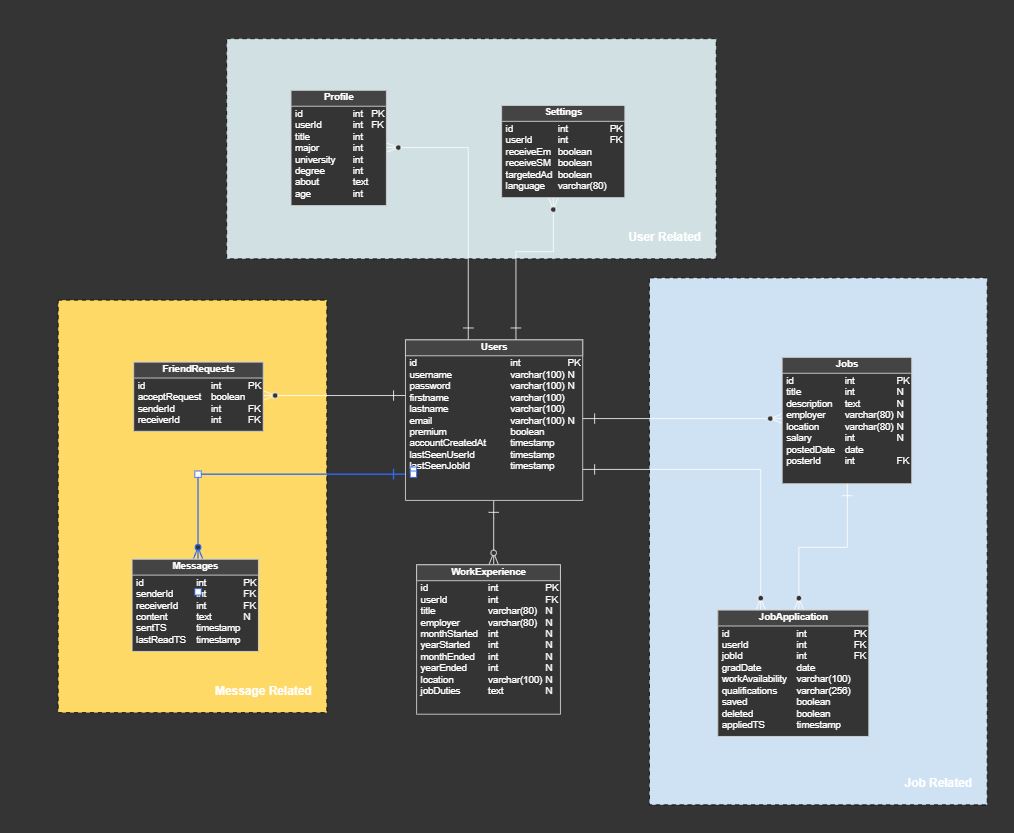 Profile
id int PK
userId int FK
title int
major int
university int
degree int
about text
age int
Settings
id int PK
userId int FK
receiveEm boolean
receiveSM boolean
targetedAd boolean
language varchar(80)
User Related
Users
id int PK
username varchar(100) N
password varchar(100) N
firstname varchar(100)
lastname varchar(100)
email varchar(100) N
premium boolean
accountCreatedAt timestamp
lastSeenUserId timestamp
lastSeenJobId timestamp
FriendRequests
id int PK
acceptRequest boolean
senderId int FK
receiverId int FK
Messages
id int PK
senderId int FK
receiverId int FK
content text N
sentTS timestamp
lastReadTS timestamp
Message Related
WorkExperience
id int PK
userId int FK
title varchar(80) N
employer varchar(80) N
monthStarted int N
yearStarted int N
monthEnded int N
yearEnded int N
location varchar(100) N
jobDuties text N
Jobs
id int PK
title int N
description text N
employer varchar(80) N
location varchar(80) N
salary int N
postedDate date
posterId int FK
JobApplication
id int PK
userId int FK
jobId int FK
gradDate date
workAvailability varchar(100)
qualifications varchar(256)
saved boolean
deleted boolean
appliedTS timestamp
Job Related